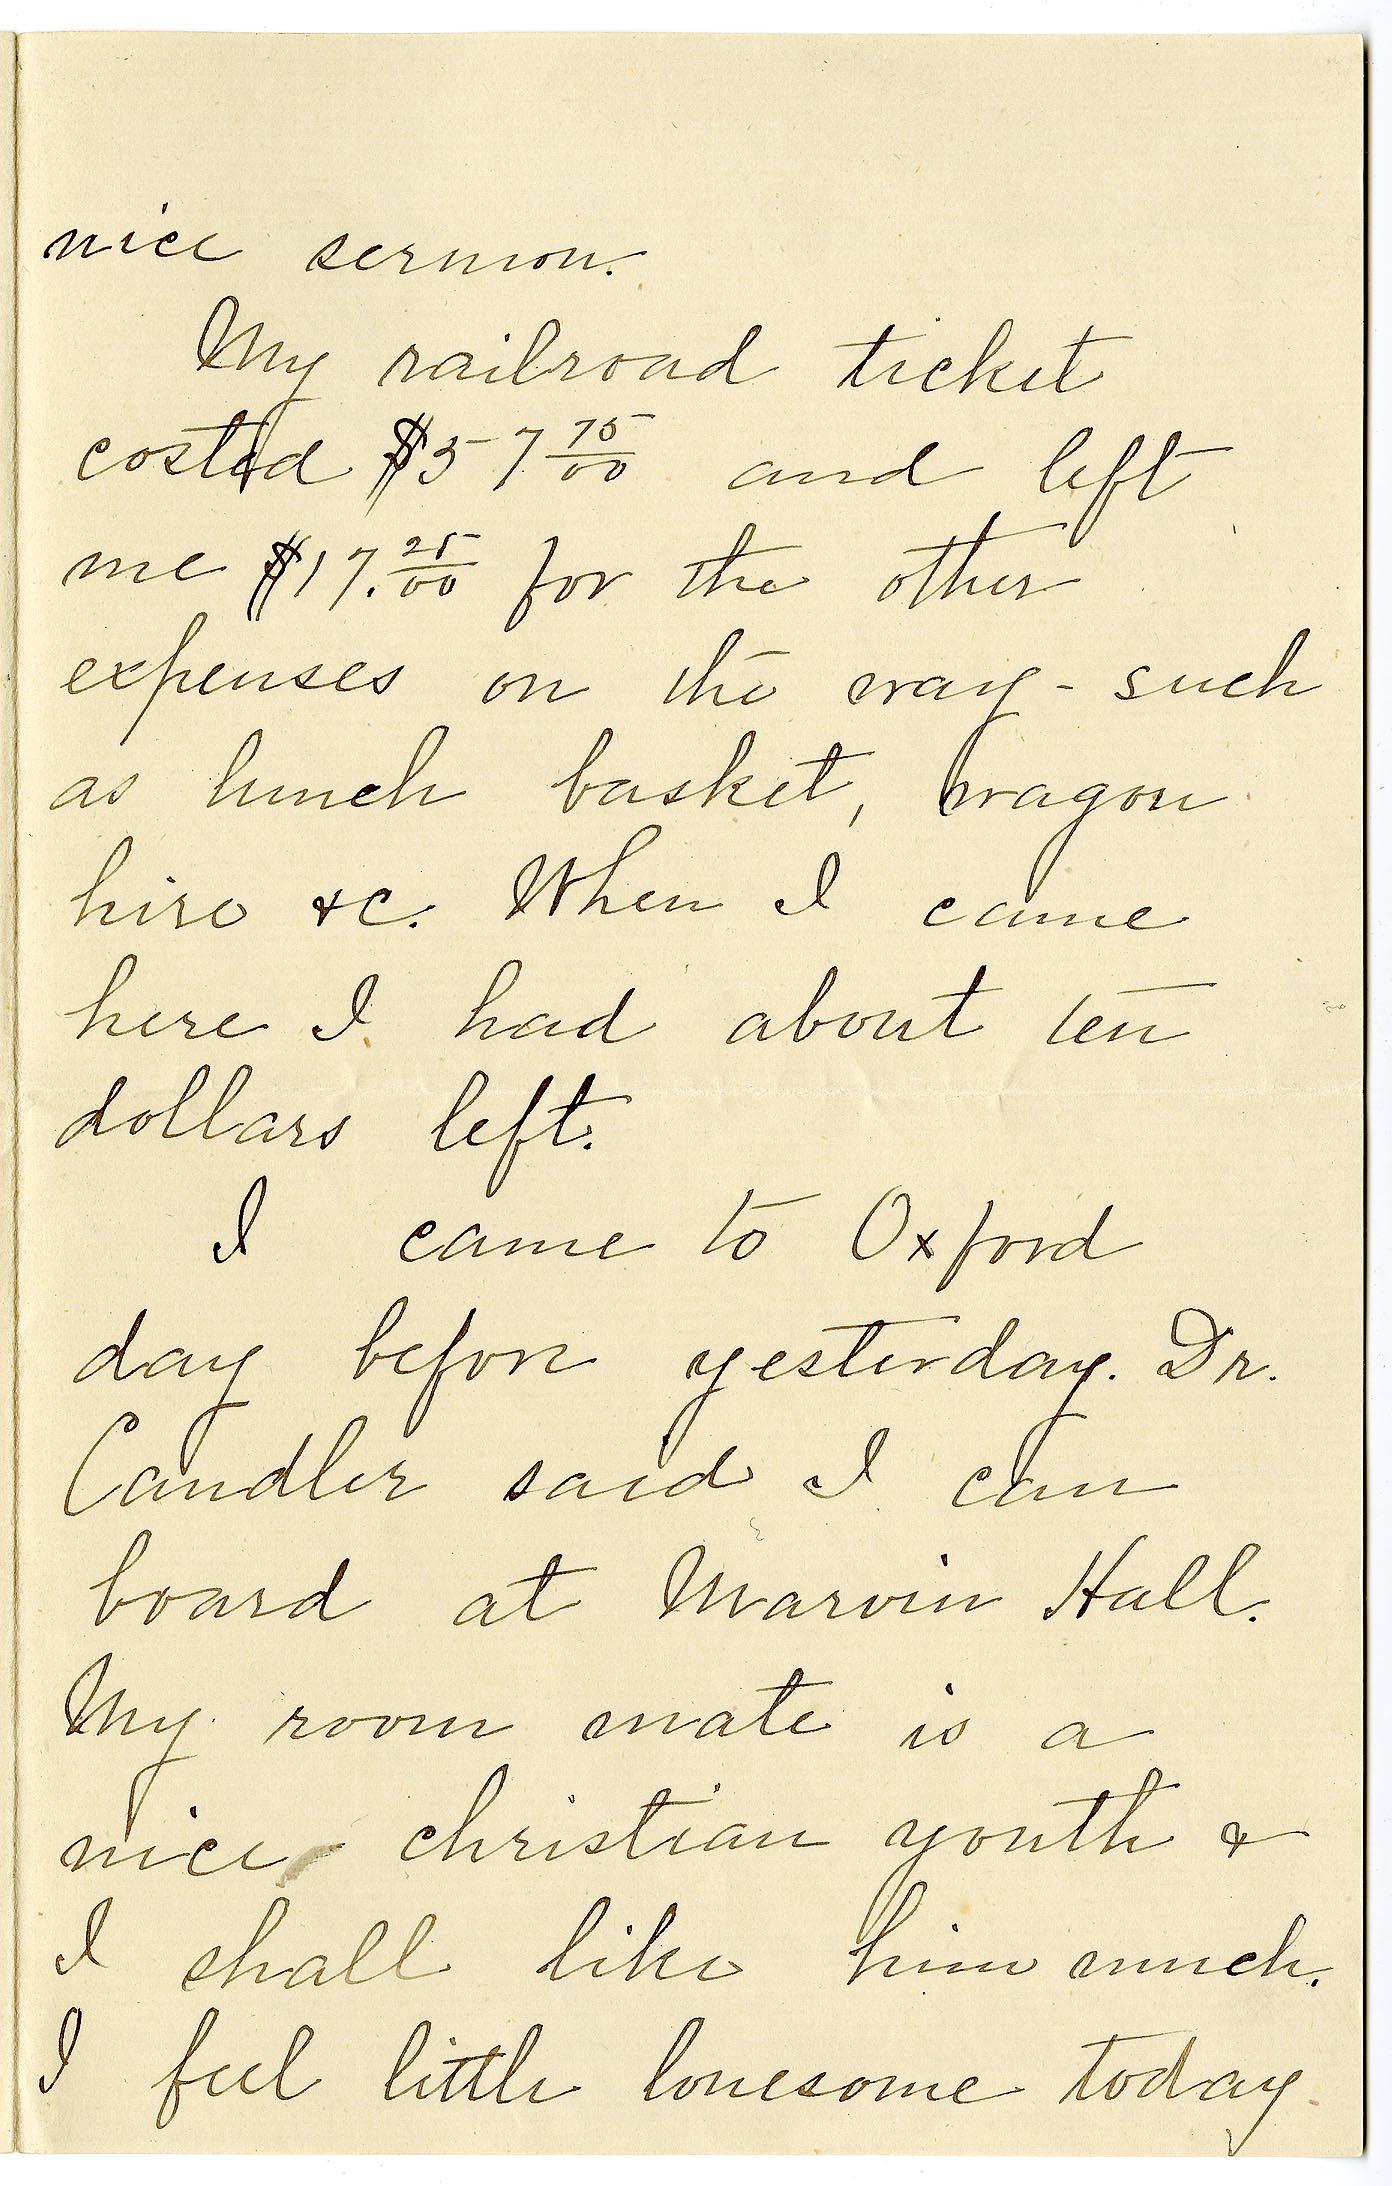 nice sermon.
My railroad ticket
costed $57 75/00 and left
me $17. 25/00 for the other
expenses on the way - such
as lunch basket, wagon
hire &c. When I came
here I had about ten
dollars left.
I came to Oxford
day before yesterday. Dr.
Candler said I can
board at Marvin Hall.
My room mate is a
nice christian youth &
I shall like him much.
I feel little lonesome today